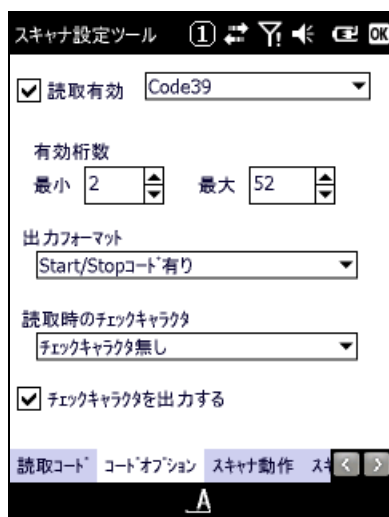 スキャナ設定ツール 1 OK
読取有効 Code39
有効桁数
最小 2 最大 52
出力フォーマット
Start/Stopコード有り
読取時のチェックキャラクタ
チェックキャラクタ無し
チェックキャラクタを出力する
読取コード コードオプション スキャナ動作 スキ
A